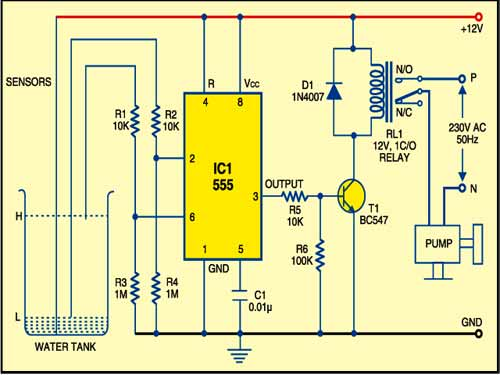 +12V
SENSORS
R
Vcc
4
8
D1
1N4007
N/O
P
R1
10K
R2
10K
N/C
RL1
12V, 1C/O
RELAY
230V AC
50Hz
2
IC1
555
3
OUTPUT
R5
10K
T1
BC547
N
H
6
PUMP
R6
100K
1
5
GND
R3
1M
R4
1M
C1
0.01µ
L
WATER TANK
GND